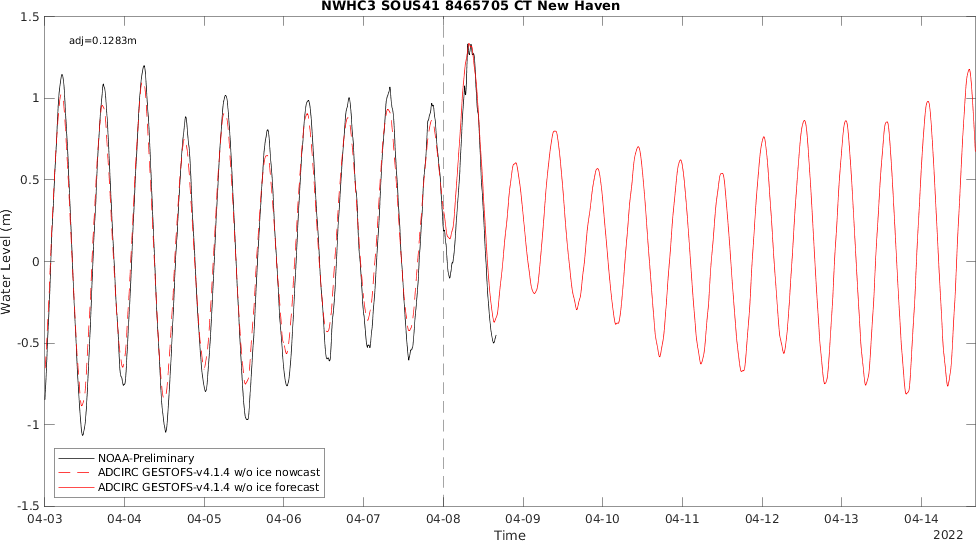 NWHC3 SOUS41 8465705 CT New Haven
adj=0.1283m
1.5
1
0.5
0
-0.5
-1
-1.5
Water Level (m)
NOAA-Preliminary
ADCIRC GESTOFS-v4.1.4 w/o ice nowcast
ADCIRC GESTOFS-v4.1.4 w/o ice forecast
04-03 04-04 04-05 04-06 04-07 04-08 04-09 04-10 04-11 04-12 04-13 04-14
Time
2022